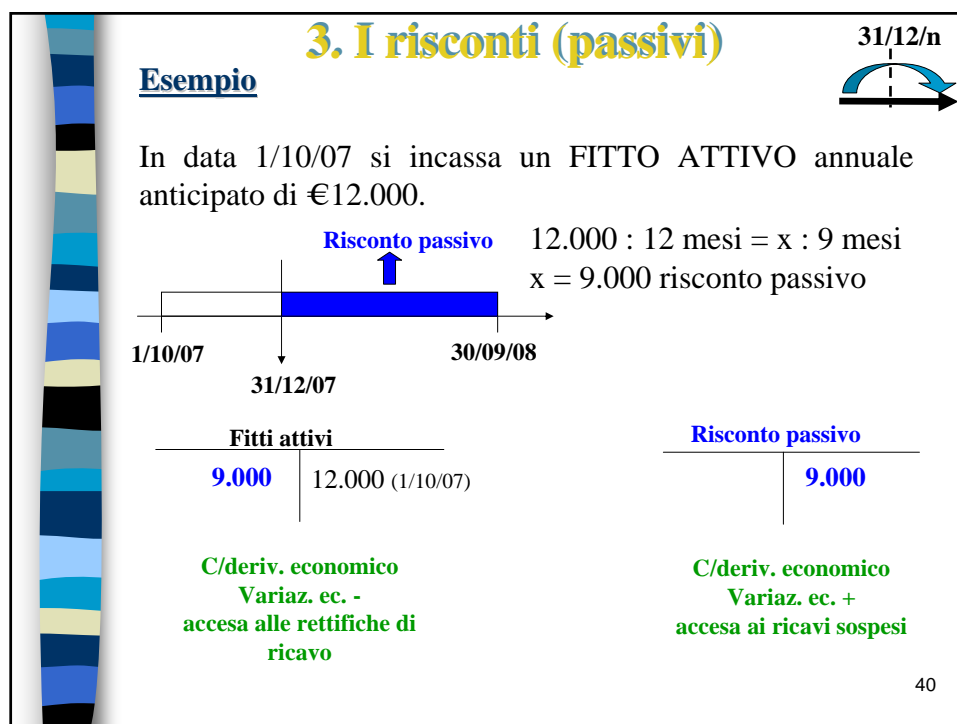 3. I risconti (passivi)
31/12/n
Esempio
In data 1/10/07 si incassa un FITTO ATTIVO annuale
anticipato di €12.000.
Risconto passivo
12.000 : 12 mesi = x : 9 mesi
x = 9.000 risconto passivo
1/10/07
30/09/08
31/12/07
Fitti attivi
9.000
12.000 (1/10/07)
Risconto passivo
9.000
C/deriv. economico
Variaz. ec. -
accesa alle rettifiche di
ricavo
C/deriv. economico
Variaz. ec. +
accesa ai ricavi sospesi
40